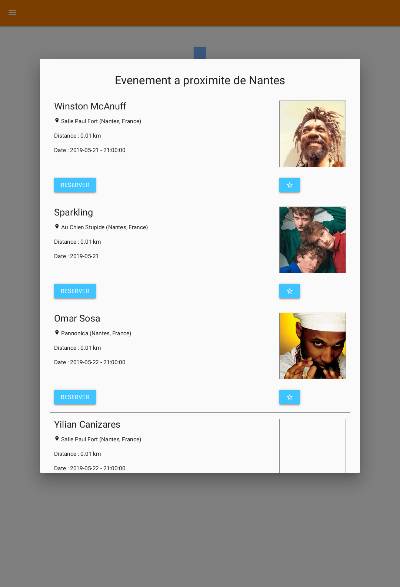 Evenement a proximite de Nantes
Winston McAnuff
Salle Paul Fort (Nantes, France)
Distance : 0.01 km
Date : 2019-05-21 - 21:00:00
RESERVER
Sparkling
Au Chien Stupide (Nantes, France)
Distance : 0.01 km
Date : 2019-05-21
RESERVER
Omar Sosa
Pannonica (Nantes, France)
Distance : 0.01 km
Date : 2019-05-22 - 21:00:00
RESERVER
Yilian Canizares
Salle Paul Fort (Nantes, France)
Distance : 0.01 km
Date : 2019-05-22 - 21:00:00